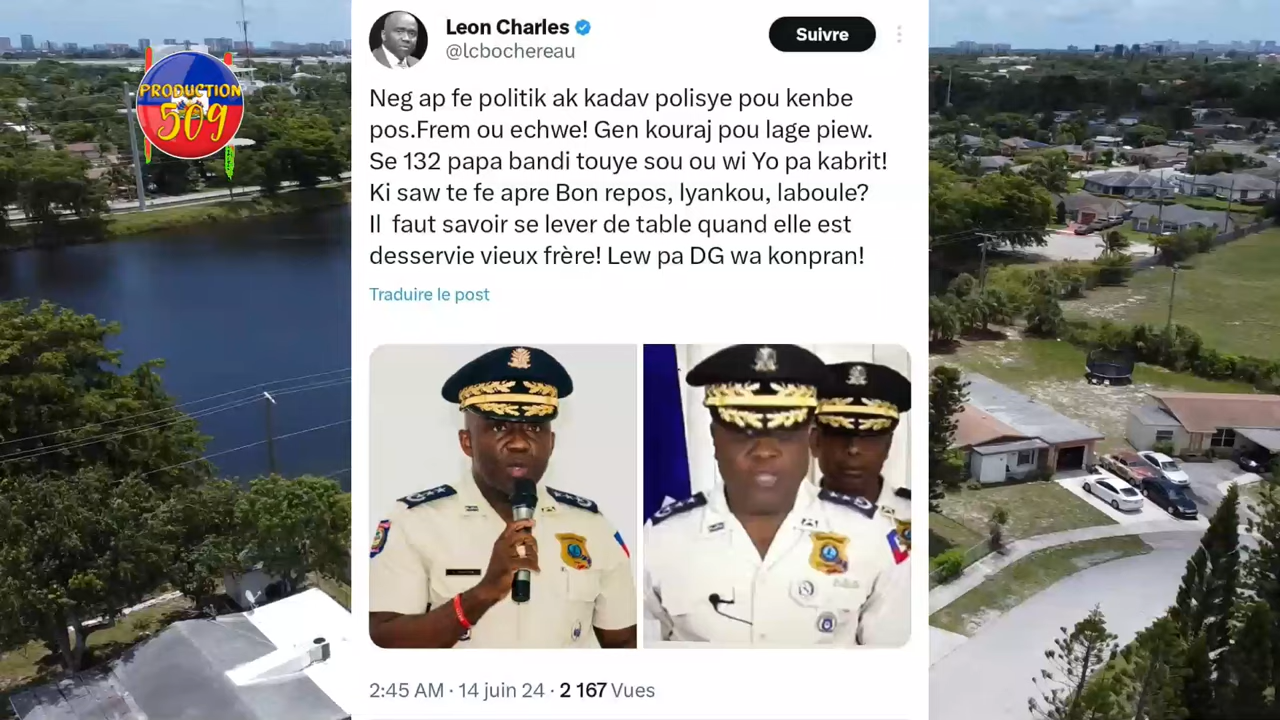 PRODUCTION
509
Leon Charles
@lcbochereau
Suivre
Neg ap fe politik ak kadav polisye pou kenbe
pos.Frem ou echwe! Gen kouraj pou lage piew.
Se 132 papa bandi touye sou ou wi Yo pa kabrit!
Ki saw te fe apre Bon repos, lyankou, laboule?
Il faut savoir se lever de table quand elle est
desservie vieux frère! Lew pa DG wa konpran!
Traduire le post
2:45 AM · 14 juin 24 · 2 167 Vues